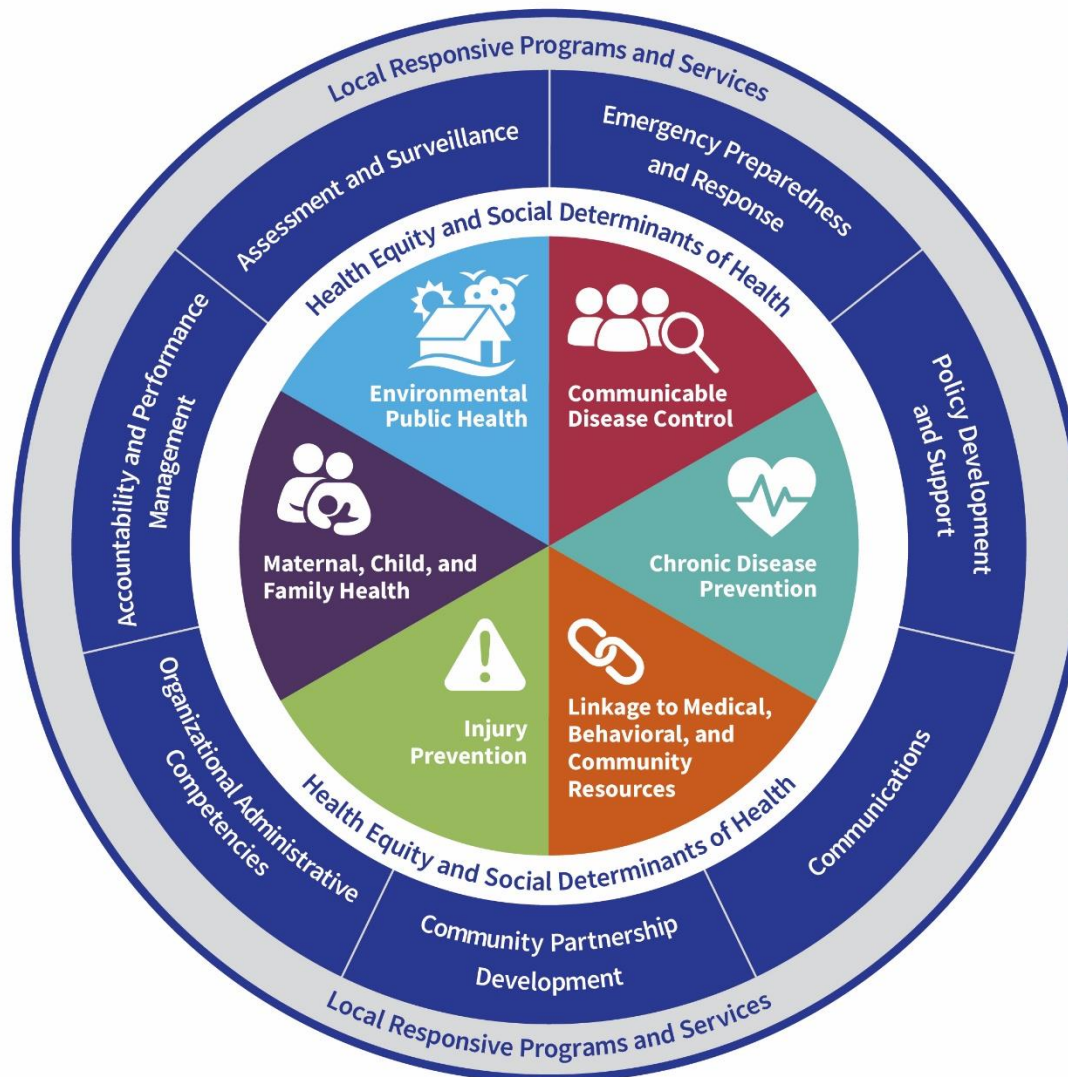 Local Responsive Programs and Services
Assessment and Surveillance
Emergency Preparedness
and Response
Policy Development
and Support
Communications
Community Partnership
Development
Organizational Administrative
Competencies
Accountability and Performance
Management
Health Equity and Social Determinants of Health
Environmental
Public Health
Communicable
Disease Control
Chronic Disease
Prevention
Linkage to Medical,
Behavioral, and
Community
Resources
Injury
Prevention
Maternal, Child, and
Family Health
Health Equity and Social Determinants of Health
Local Responsive Programs and Services